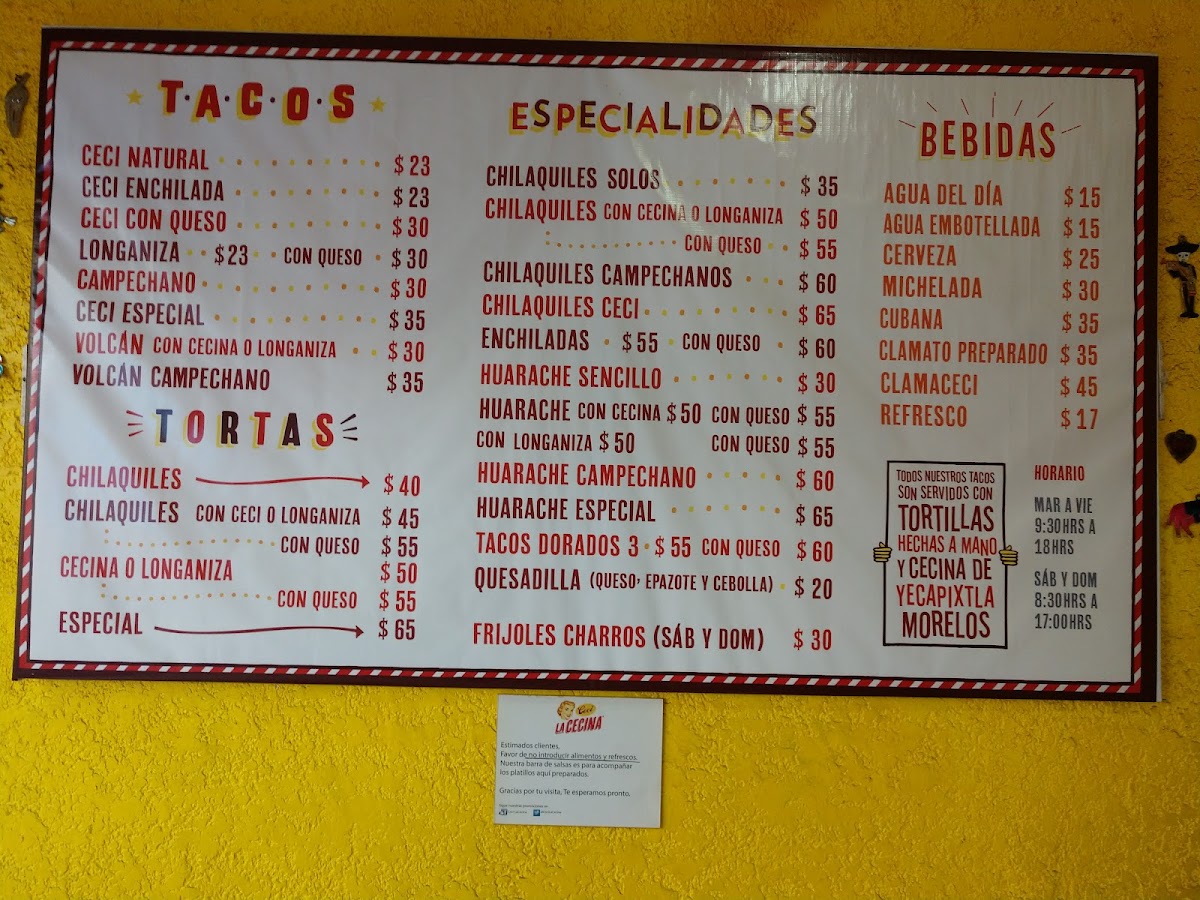 TACOS
CECI NATURAL $23
CECI ENCHILADA $23
CECI CON QUESO $30
LONGANIZA $23 CON QUESO $30
CAMPECHANO $30
CECI ESPECIAL $35
VOLCÁN CON CECINA O LONGANIZA $30
VOLCÁN CAMPECHANO $35
TORTAS
CHILAQUILES $40
CHILAQUILES CON CECI O LONGANIZA $45
CON QUESO $55
CECINA O LONGANIZA $50
CON QUESO $55
ESPECIAL $65
ESPECIALIDADES
CHILAQUILES SOLOS $35
CHILAQUILES CON CECINA O LONGANIZA $50
CON QUESO $55
CHILAQUILES CAMPECHANOS $60
CHILAQUILES CECI $65
ENCHILADAS $55 CON QUESO $60
HUARACHE SENCILLO $30
HUARACHE CON CECINA $50 CON QUESO $55
CON LONGANIZA $50 CON QUESO $55
HUARACHE CAMPECHANO $60
HUARACHE ESPECIAL $65
TACOS DORADOS 3 $55 CON QUESO $60
QUESADILLA (QUESO, EPAZOTE Y CEBOLLA) $20
FRIJOLES CHARROS (SÁB Y DOM) $30
BEBIDAS
AGUA DEL DÍA $15
AGUA EMBOTELLADA $15
CERVEZA $25
MICHELADA $30
CUBANA $35
CLAMATO PREPARADO $35
CLAMACECI $45
REFRESCO $17
TODOS NUESTROS TACOS
SON SERVIDOS CON
TORTILLAS
HECHAS A MANO
Y CECINA DE
YECAPIXTLA
MORELOS
HORARIO
MAR A VIE
9:30HRS A
18HRS
SÁB Y DOM
8:30HRS A
17:00HRS
LA CECINA
Estimados clientes,
Favor de no introducir alimentos y refrescos.
Nuestra barra de salsas es para acompañar
los platillos aquí preparados.
Gracias por tu visita, Te esperamos pronto.